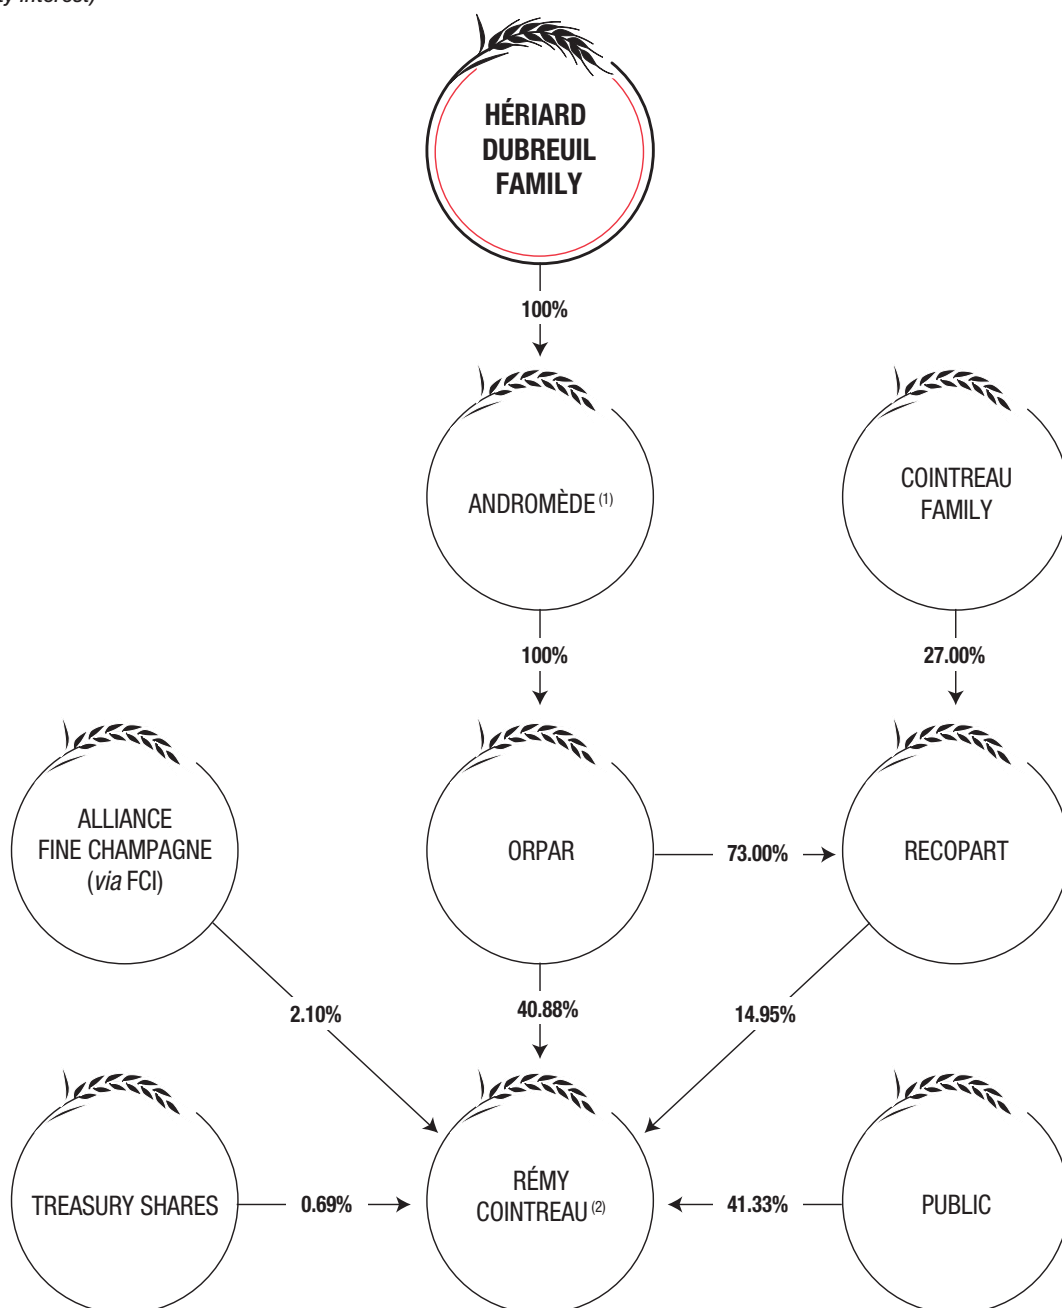 y interest)
HÉRIARD
DUBREUIL
FAMILY
100%
ANDROMÈDE (1)
COINTREAU
FAMILY
100%
27.00%
ALLIANCE
FINE CHAMPAGNE
(via FCI)
ORPAR
73.00%
RECOPART
2.10%
40.88%
14.95%
TREASURY SHARES
0.69%
RÉMY
COINTREAU (2)
41.33%
PUBLIC